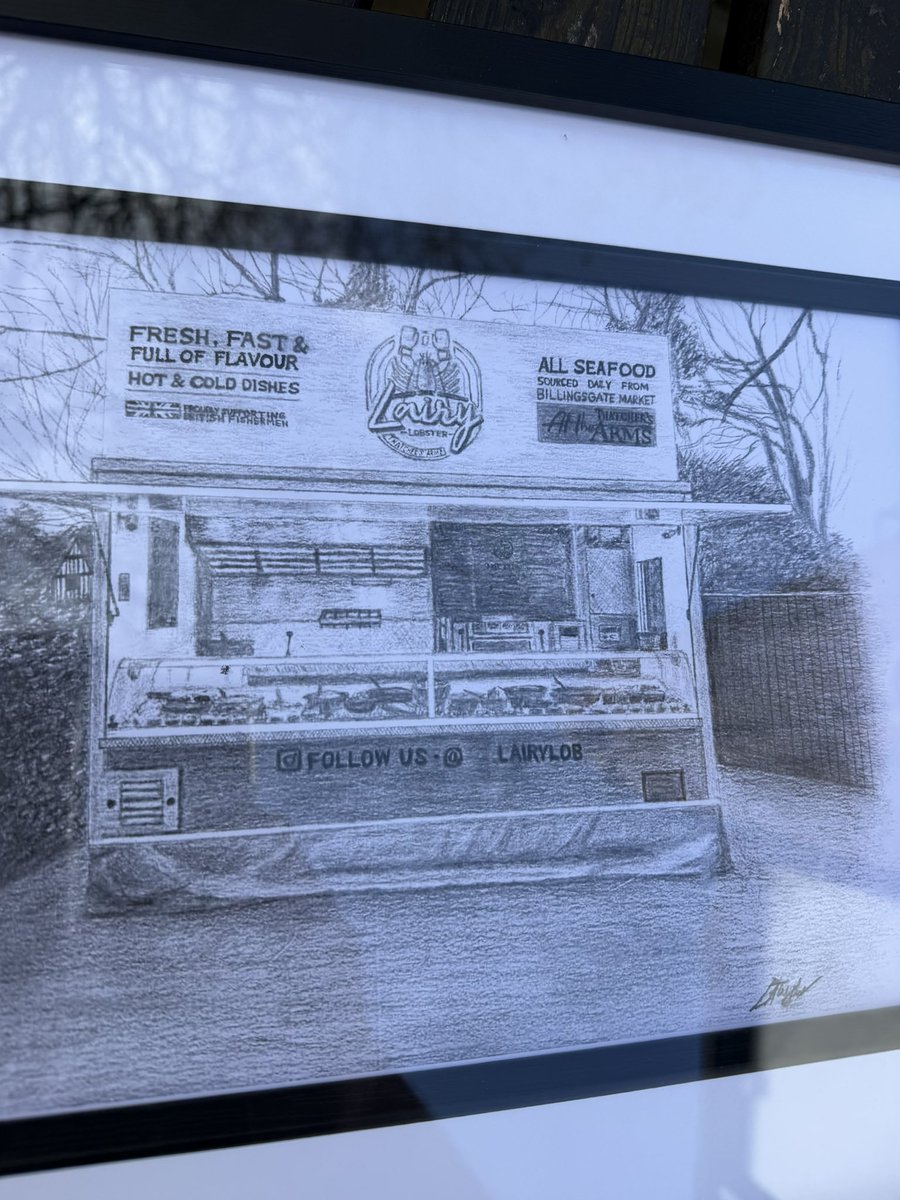 FRESH, FAST &
FULL OF FLAVOUR
HOT & COLD DISHES
PROUDLY SUPPORTING
BRITISH FISHERMEN
Lairy
LOBSTER
ALL SEAFOOD
SOURCED DAILY FROM
BILLINGSGATE MARKET
At the THATCHER'S
ARMS
FOLLOW US - @ LAIRYLOB